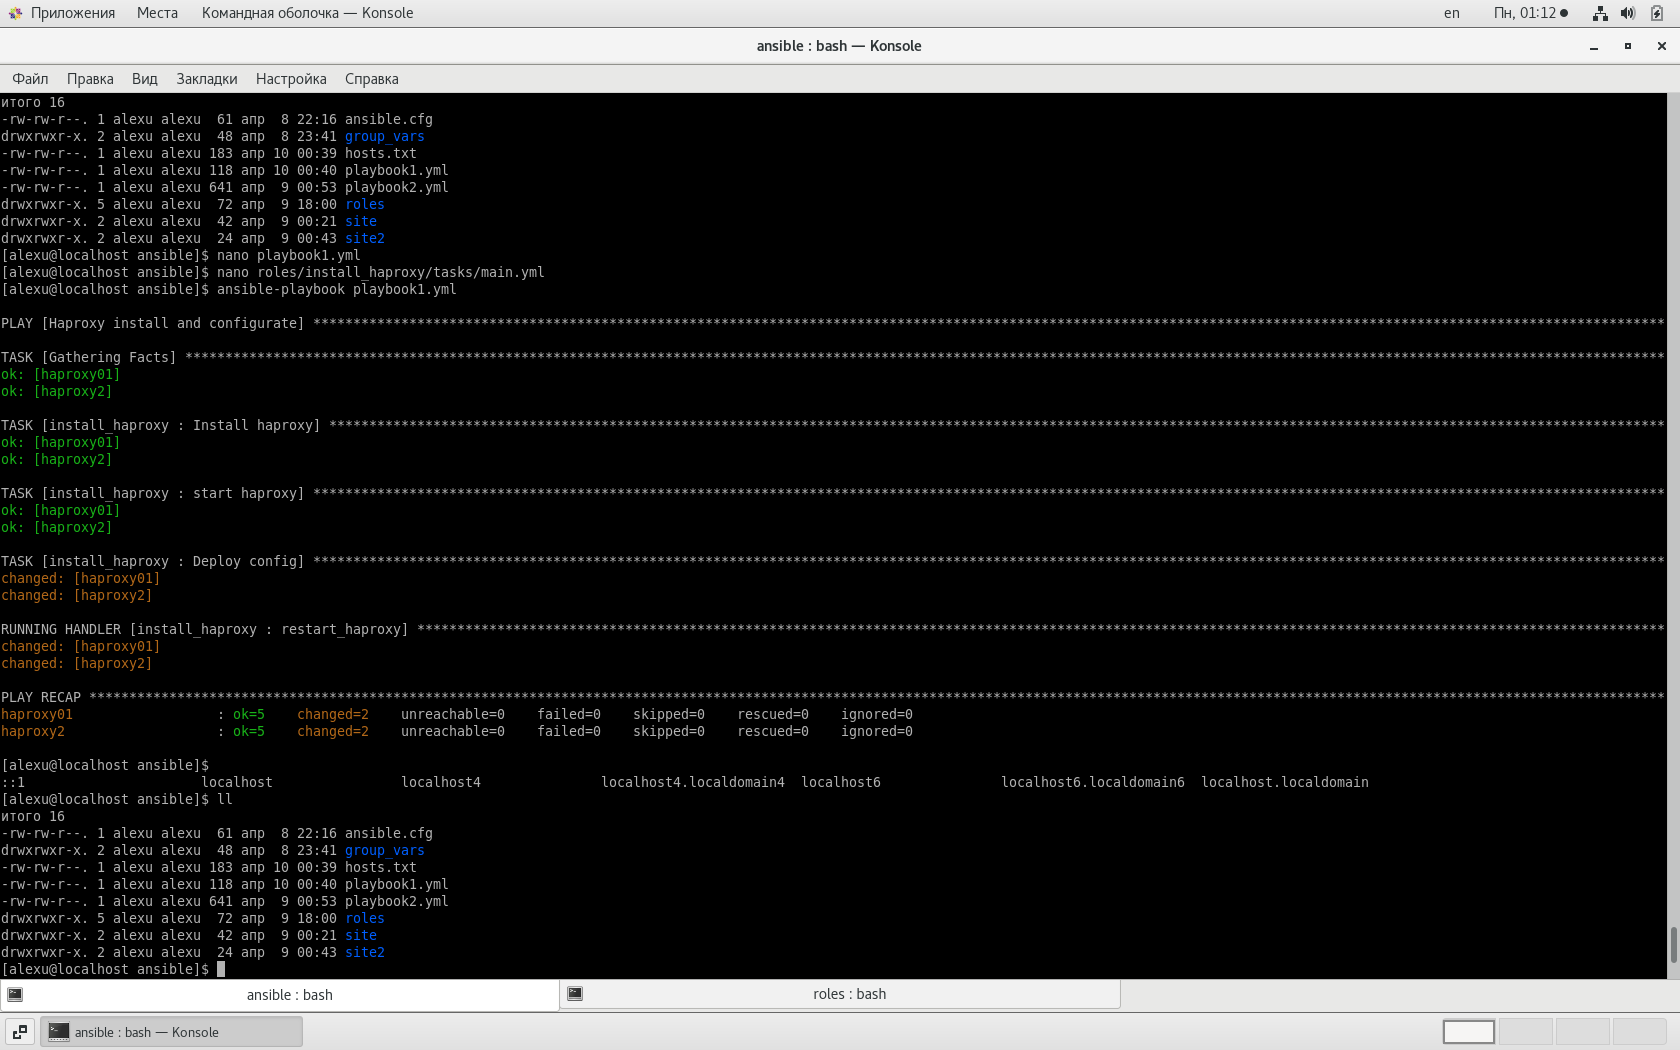 Приложения Места Командная оболочка — Konsole en Пн, 01:12
ansible : bash — Konsole
Файл Правка Вид Закладки Настройка Справка
итого 16
-rw-rw-r--. 1 alexu alexu  61 апр  8 22:16 ansible.cfg
drwxrwxr-x. 2 alexu alexu  48 апр  8 23:41 group_vars
-rw-rw-r--. 1 alexu alexu 183 апр 10 00:39 hosts.txt
-rw-rw-r--. 1 alexu alexu 118 апр 10 00:40 playbook1.yml
-rw-rw-r--. 1 alexu alexu 641 апр  9 00:53 playbook2.yml
drwxrwxr-x. 5 alexu alexu  72 апр  9 18:00 roles
drwxrwxr-x. 2 alexu alexu  42 апр  9 00:21 site
drwxrwxr-x. 2 alexu alexu  24 апр  9 00:43 site2
[alexu@localhost ansible]$ nano playbook1.yml
[alexu@localhost ansible]$ nano roles/install_haproxy/tasks/main.yml
[alexu@localhost ansible]$ ansible-playbook playbook1.yml
PLAY [Haproxy install and configurate] *************************************************************************************************************************************************************************
TASK [Gathering Facts] *****************************************************************************************************************************************************************************************
ok: [haproxy01]
ok: [haproxy2]
TASK [install_haproxy : Install haproxy] ***********************************************************************************************************************************************************************
ok: [haproxy01]
ok: [haproxy2]
TASK [install_haproxy : start haproxy] *************************************************************************************************************************************************************************
ok: [haproxy01]
ok: [haproxy2]
TASK [install_haproxy : Deploy config] *************************************************************************************************************************************************************************
changed: [haproxy01]
changed: [haproxy2]
RUNNING HANDLER [install_haproxy : restart_haproxy] ************************************************************************************************************************************************************
changed: [haproxy01]
changed: [haproxy2]
PLAY RECAP *****************************************************************************************************************************************************************************************************
haproxy01                  : ok=5    changed=2    unreachable=0    failed=0    skipped=0    rescued=0    ignored=0
haproxy2                   : ok=5    changed=2    unreachable=0    failed=0    skipped=0    rescued=0    ignored=0
[alexu@localhost ansible]$
::1                      localhost                localhost4               localhost4.localdomain4  localhost6               localhost6.localdomain6  localhost.localdomain
[alexu@localhost ansible]$ ll
итого 16
-rw-rw-r--. 1 alexu alexu  61 апр  8 22:16 ansible.cfg
drwxrwxr-x. 2 alexu alexu  48 апр  8 23:41 group_vars
-rw-rw-r--. 1 alexu alexu 183 апр 10 00:39 hosts.txt
-rw-rw-r--. 1 alexu alexu 118 апр 10 00:40 playbook1.yml
-rw-rw-r--. 1 alexu alexu 641 апр  9 00:53 playbook2.yml
drwxrwxr-x. 5 alexu alexu  72 апр  9 18:00 roles
drwxrwxr-x. 2 alexu alexu  42 апр  9 00:21 site
drwxrwxr-x. 2 alexu alexu  24 апр  9 00:43 site2
[alexu@localhost ansible]$
ansible : bash roles : bash
ansible : bash — Konsole